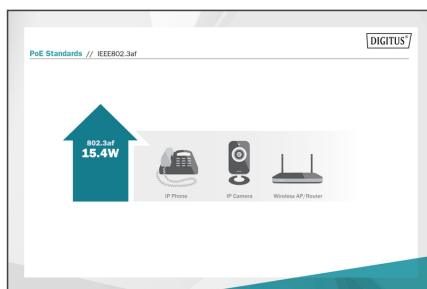 DIGITUS®
PoE Standards // IEEE802.3af
802.3af
15.4W
IP Phone
IP Camera
Wireless AP/Router